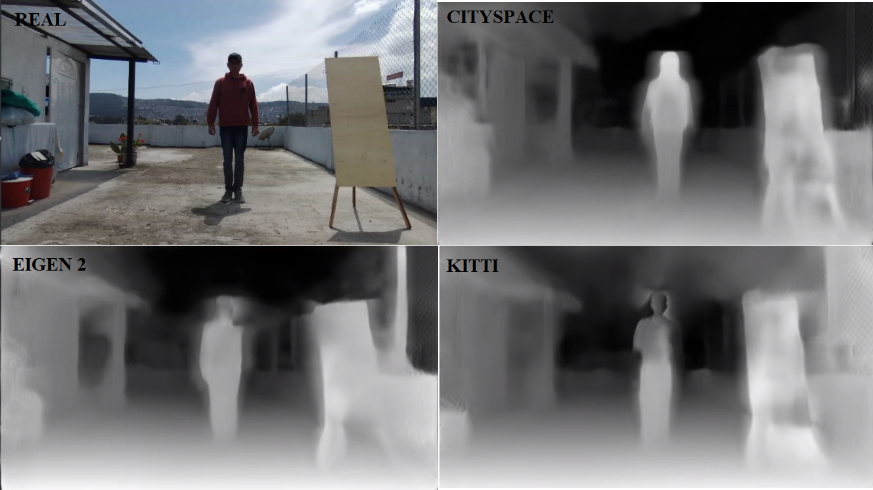 REAL
CITYSPACE
EIGEN 2
KITTI